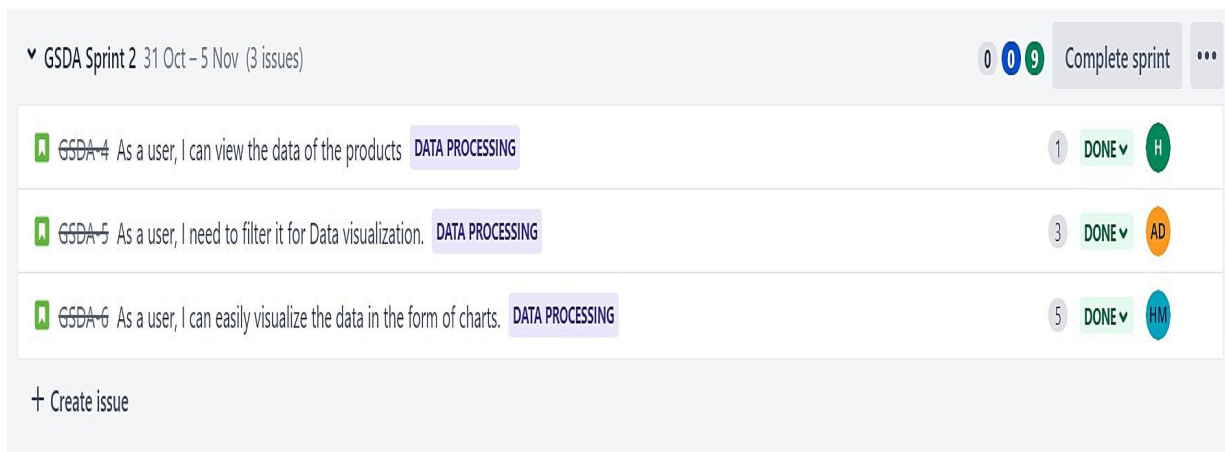 GSDA Sprint 2 31 Oct – 5 Nov (3 issues) 0 0 9 Complete sprint •••
GSDA-4 As a user, I can view the data of the products DATA PROCESSING 1 DONE H
GSDA-5 As a user, I need to filter it for Data visualization. DATA PROCESSING 3 DONE AD
GSDA-6 As a user, I can easily visualize the data in the form of charts. DATA PROCESSING 5 DONE HM
+ Create issue